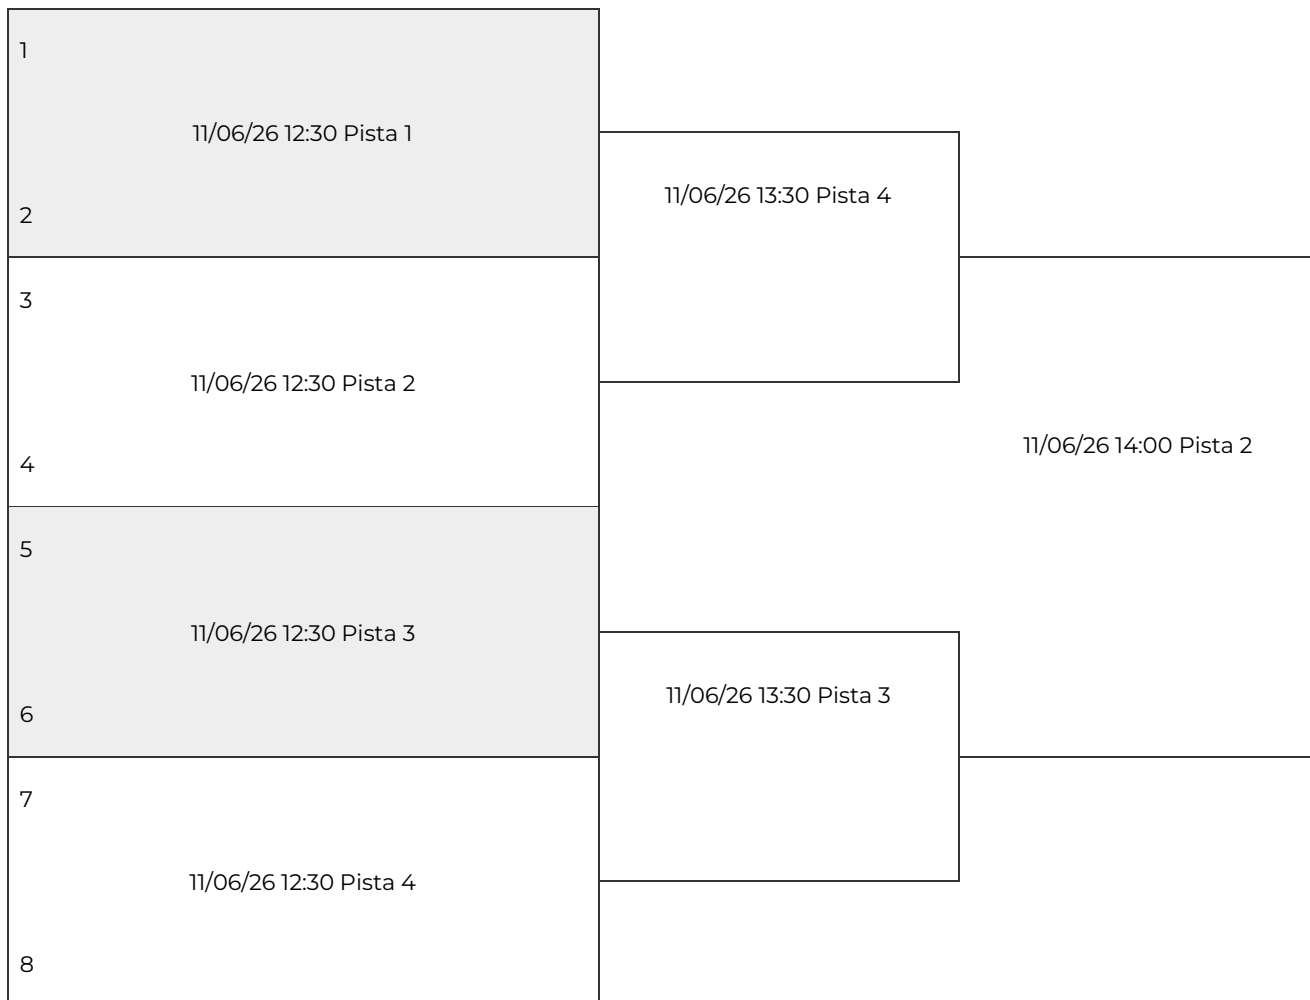 1
11/06/26 12:30 Pista 1
2
3
11/06/26 12:30 Pista 2
4
5
11/06/26 12:30 Pista 3
6
7
11/06/26 12:30 Pista 4
8
11/06/26 13:30 Pista 4
11/06/26 13:30 Pista 3
11/06/26 14:00 Pista 2